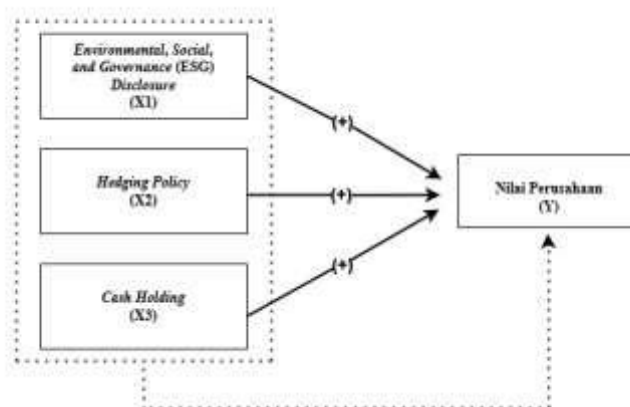 Environmental, Social,
and Governance (ESG)
Disclosure
(X1)
(+)
Hedging Policy
(X2)
(+)
Nilai Perusahaan
(Y)
(+)
Cash Holding
(X3)